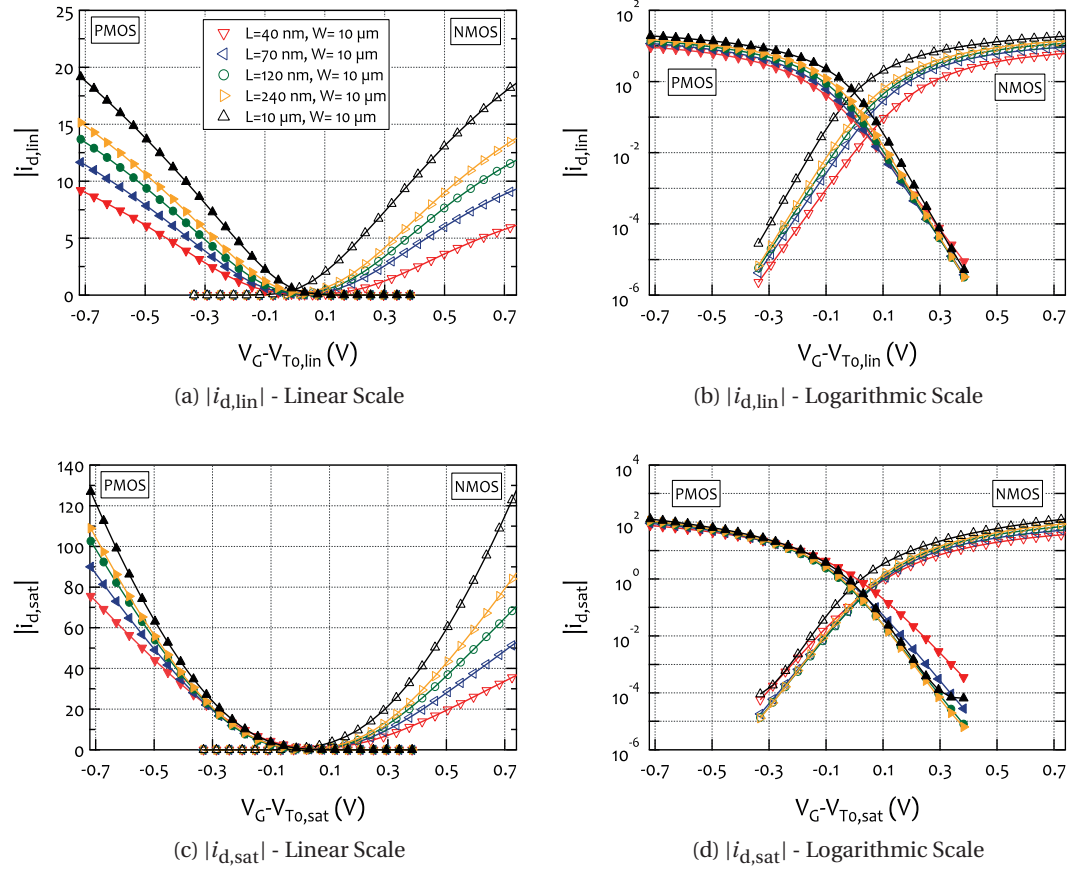 PMOS
NMOS
L=40 nm, W= 10 µm
L=70 nm, W= 10 µm
L=120 nm, W= 10 µm
L=240 nm, W= 10 µm
L=10 µm, W= 10 µm
25
20
15
10
5
0
|i_d,lin|
-0.7 -0.5 -0.3 -0.1 0.1 0.3 0.5 0.7
V_G-V_To,lin (V)
(a) |i_d,lin| - Linear Scale
PMOS
NMOS
10^2
10^0
10^-2
10^-4
10^-6
|i_d,lin|
-0.7 -0.5 -0.3 -0.1 0.1 0.3 0.5 0.7
V_G-V_To,lin (V)
(b) |i_d,lin| - Logarithmic Scale
PMOS
NMOS
140
120
100
80
60
40
20
0
|i_d,sat|
-0.7 -0.5 -0.3 -0.1 0.1 0.3 0.5 0.7
V_G-V_To,sat (V)
(c) |i_d,sat| - Linear Scale
PMOS
NMOS
10^4
10^2
10^0
10^-2
10^-4
10^-6
|i_d,sat|
-0.7 -0.5 -0.3 -0.1 0.1 0.3 0.5 0.7
V_G-V_To,sat (V)
(d) |i_d,sat| - Logarithmic Scale